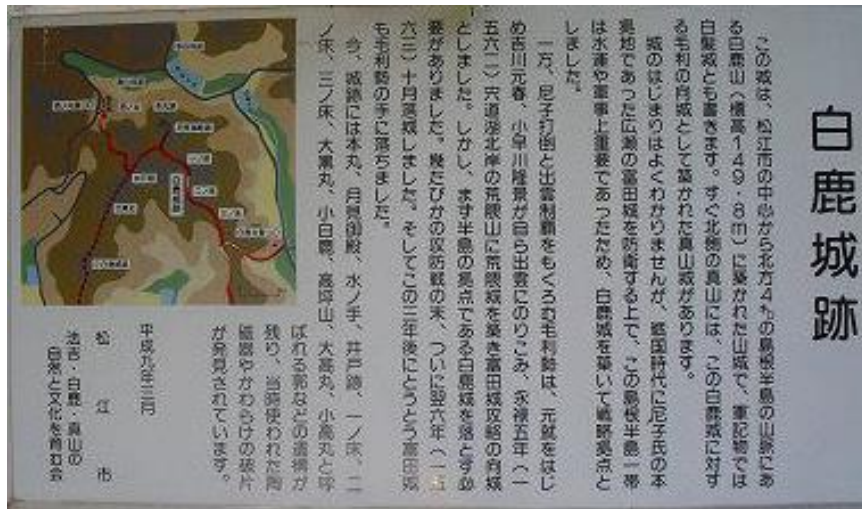 白鹿城跡
この城は、松江市の中心から北方4㌔の島根半島の山跡にあ
る白鹿山（標高149・8m）に築かれた山城で、軍記物では
白髪城とも書きます。すぐ北側の真山には、この白鹿城に対す
る毛利の向城として築かれた真山城があります。
城のはじまりはよくわかりませんが、戦国時代に尼子氏の本
拠地であった広瀬の富田城を防衛する上で、この島根半島一帯
は水運や軍事上重要であったため、白鹿城を築いて戦略拠点と
しました。
一方、尼子打倒と出雲制覇をもくろむ毛利勢は、元就をはじ
め吉川元春、小早川隆景が自ら出雲にのりこみ、永禄五年（一
五六二）宍道湖北岸の荒隈山に荒隈城を築き富田城攻略の向城
としました。しかし、まず半島の拠点である白鹿城を落とす必
要がありました。幾たびかの攻防戦の末、ついに翌六年（一五
六三）十月落城しました。そしてこの三年後にとうとう富田城
も毛利勢の手に落ちました。
今、城跡には本丸、月見御殿、水ノ手、井戸跡、一ノ床、二
ノ床、三ノ床、大黒丸、小白鹿、高坪山、大高丸、小高丸と呼
ばれる郭などの遺構が
残り、当時使われた陶
磁器やかわらけの破片
が発見されています。
平成九年三月
松江市
法吉・白鹿・真山の
自然と文化を育む会
白鹿城跡